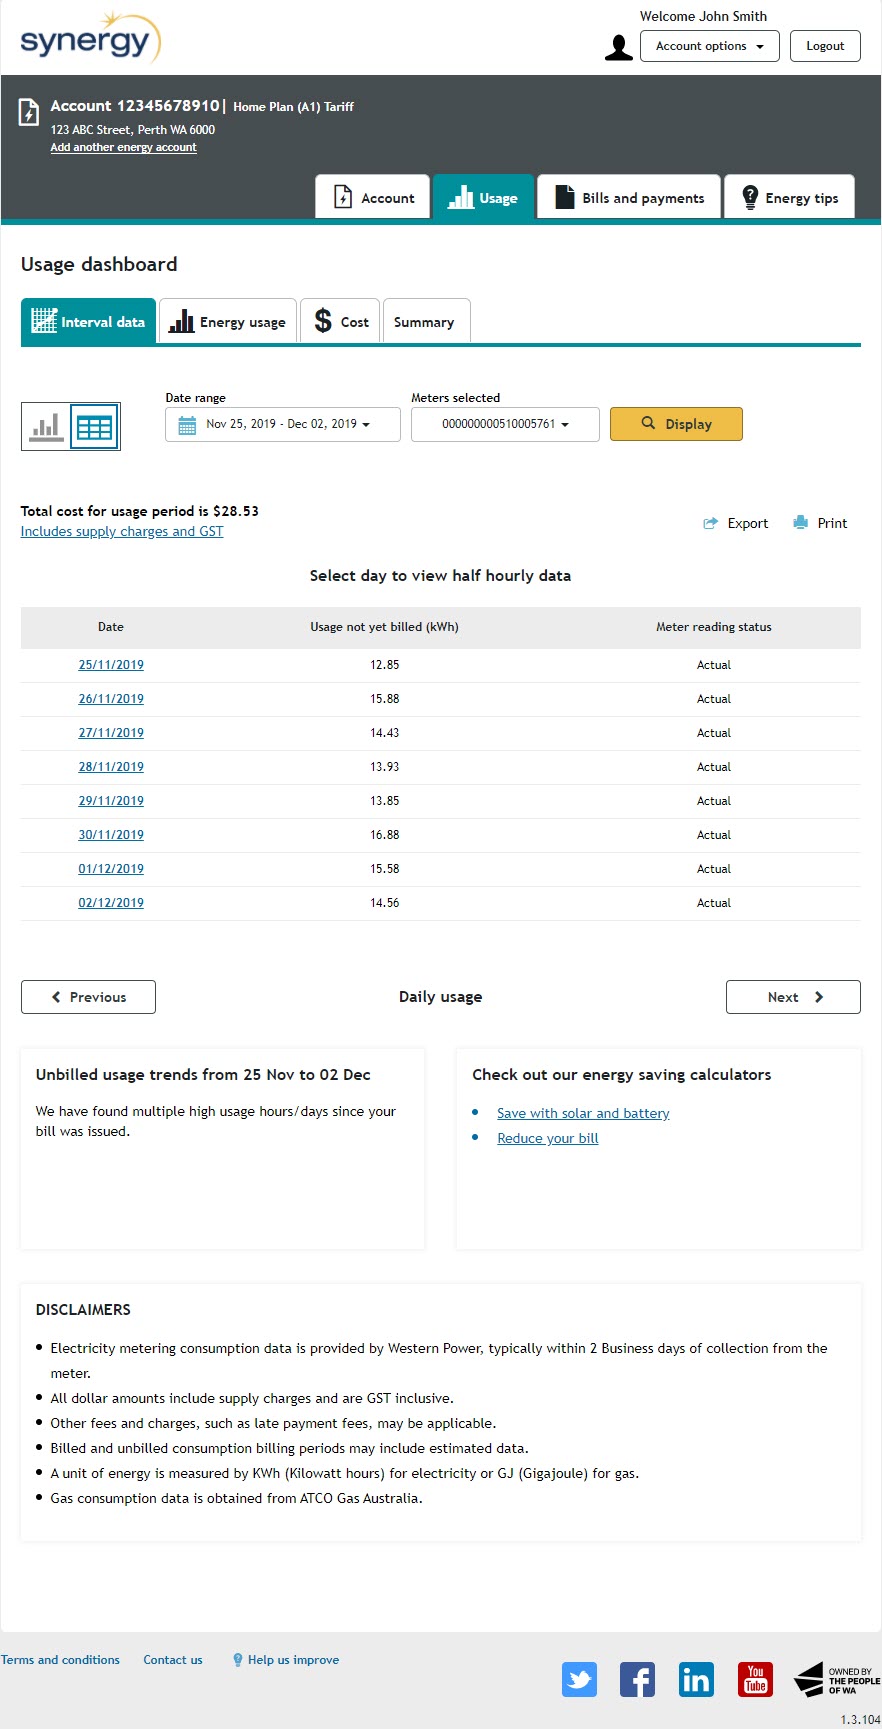 synergy
Welcome John Smith
Account options
Logout
Account 12345678910| Home Plan (A1) Tariff
123 ABC Street, Perth WA 6000
Add another energy account
Account
Usage
Bills and payments
Energy tips
Usage dashboard
Interval data
Energy usage
$ Cost
Summary
Date range
Meters selected
Nov 25, 2019 - Dec 02, 2019
000000000510005761
Display
Total cost for usage period is $28.53
Includes supply charges and GST
Export
Print
Select day to view half hourly data
Date Usage not yet billed (kWh) Meter reading status
25/11/2019 12.85 Actual
26/11/2019 15.88 Actual
27/11/2019 14.43 Actual
28/11/2019 13.93 Actual
29/11/2019 13.85 Actual
30/11/2019 16.88 Actual
01/12/2019 15.58 Actual
02/12/2019 14.56 Actual
Previous
Daily usage
Next
Unbilled usage trends from 25 Nov to 02 Dec
We have found multiple high usage hours/days since your
bill was issued.
Check out our energy saving calculators
• Save with solar and battery
• Reduce your bill
DISCLAIMERS
• Electricity metering consumption data is provided by Western Power, typically within 2 Business days of collection from the
meter.
• All dollar amounts include supply charges and are GST inclusive.
• Other fees and charges, such as late payment fees, may be applicable.
• Billed and unbilled consumption billing periods may include estimated data.
• A unit of energy is measured by KWh (Kilowatt hours) for electricity or GJ (Gigajoule) for gas.
• Gas consumption data is obtained from ATCO Gas Australia.
Terms and conditions
Contact us
Help us improve
f
in
You
Tube
OWNED BY
THE PEOPLE
OF WA
1.3.104